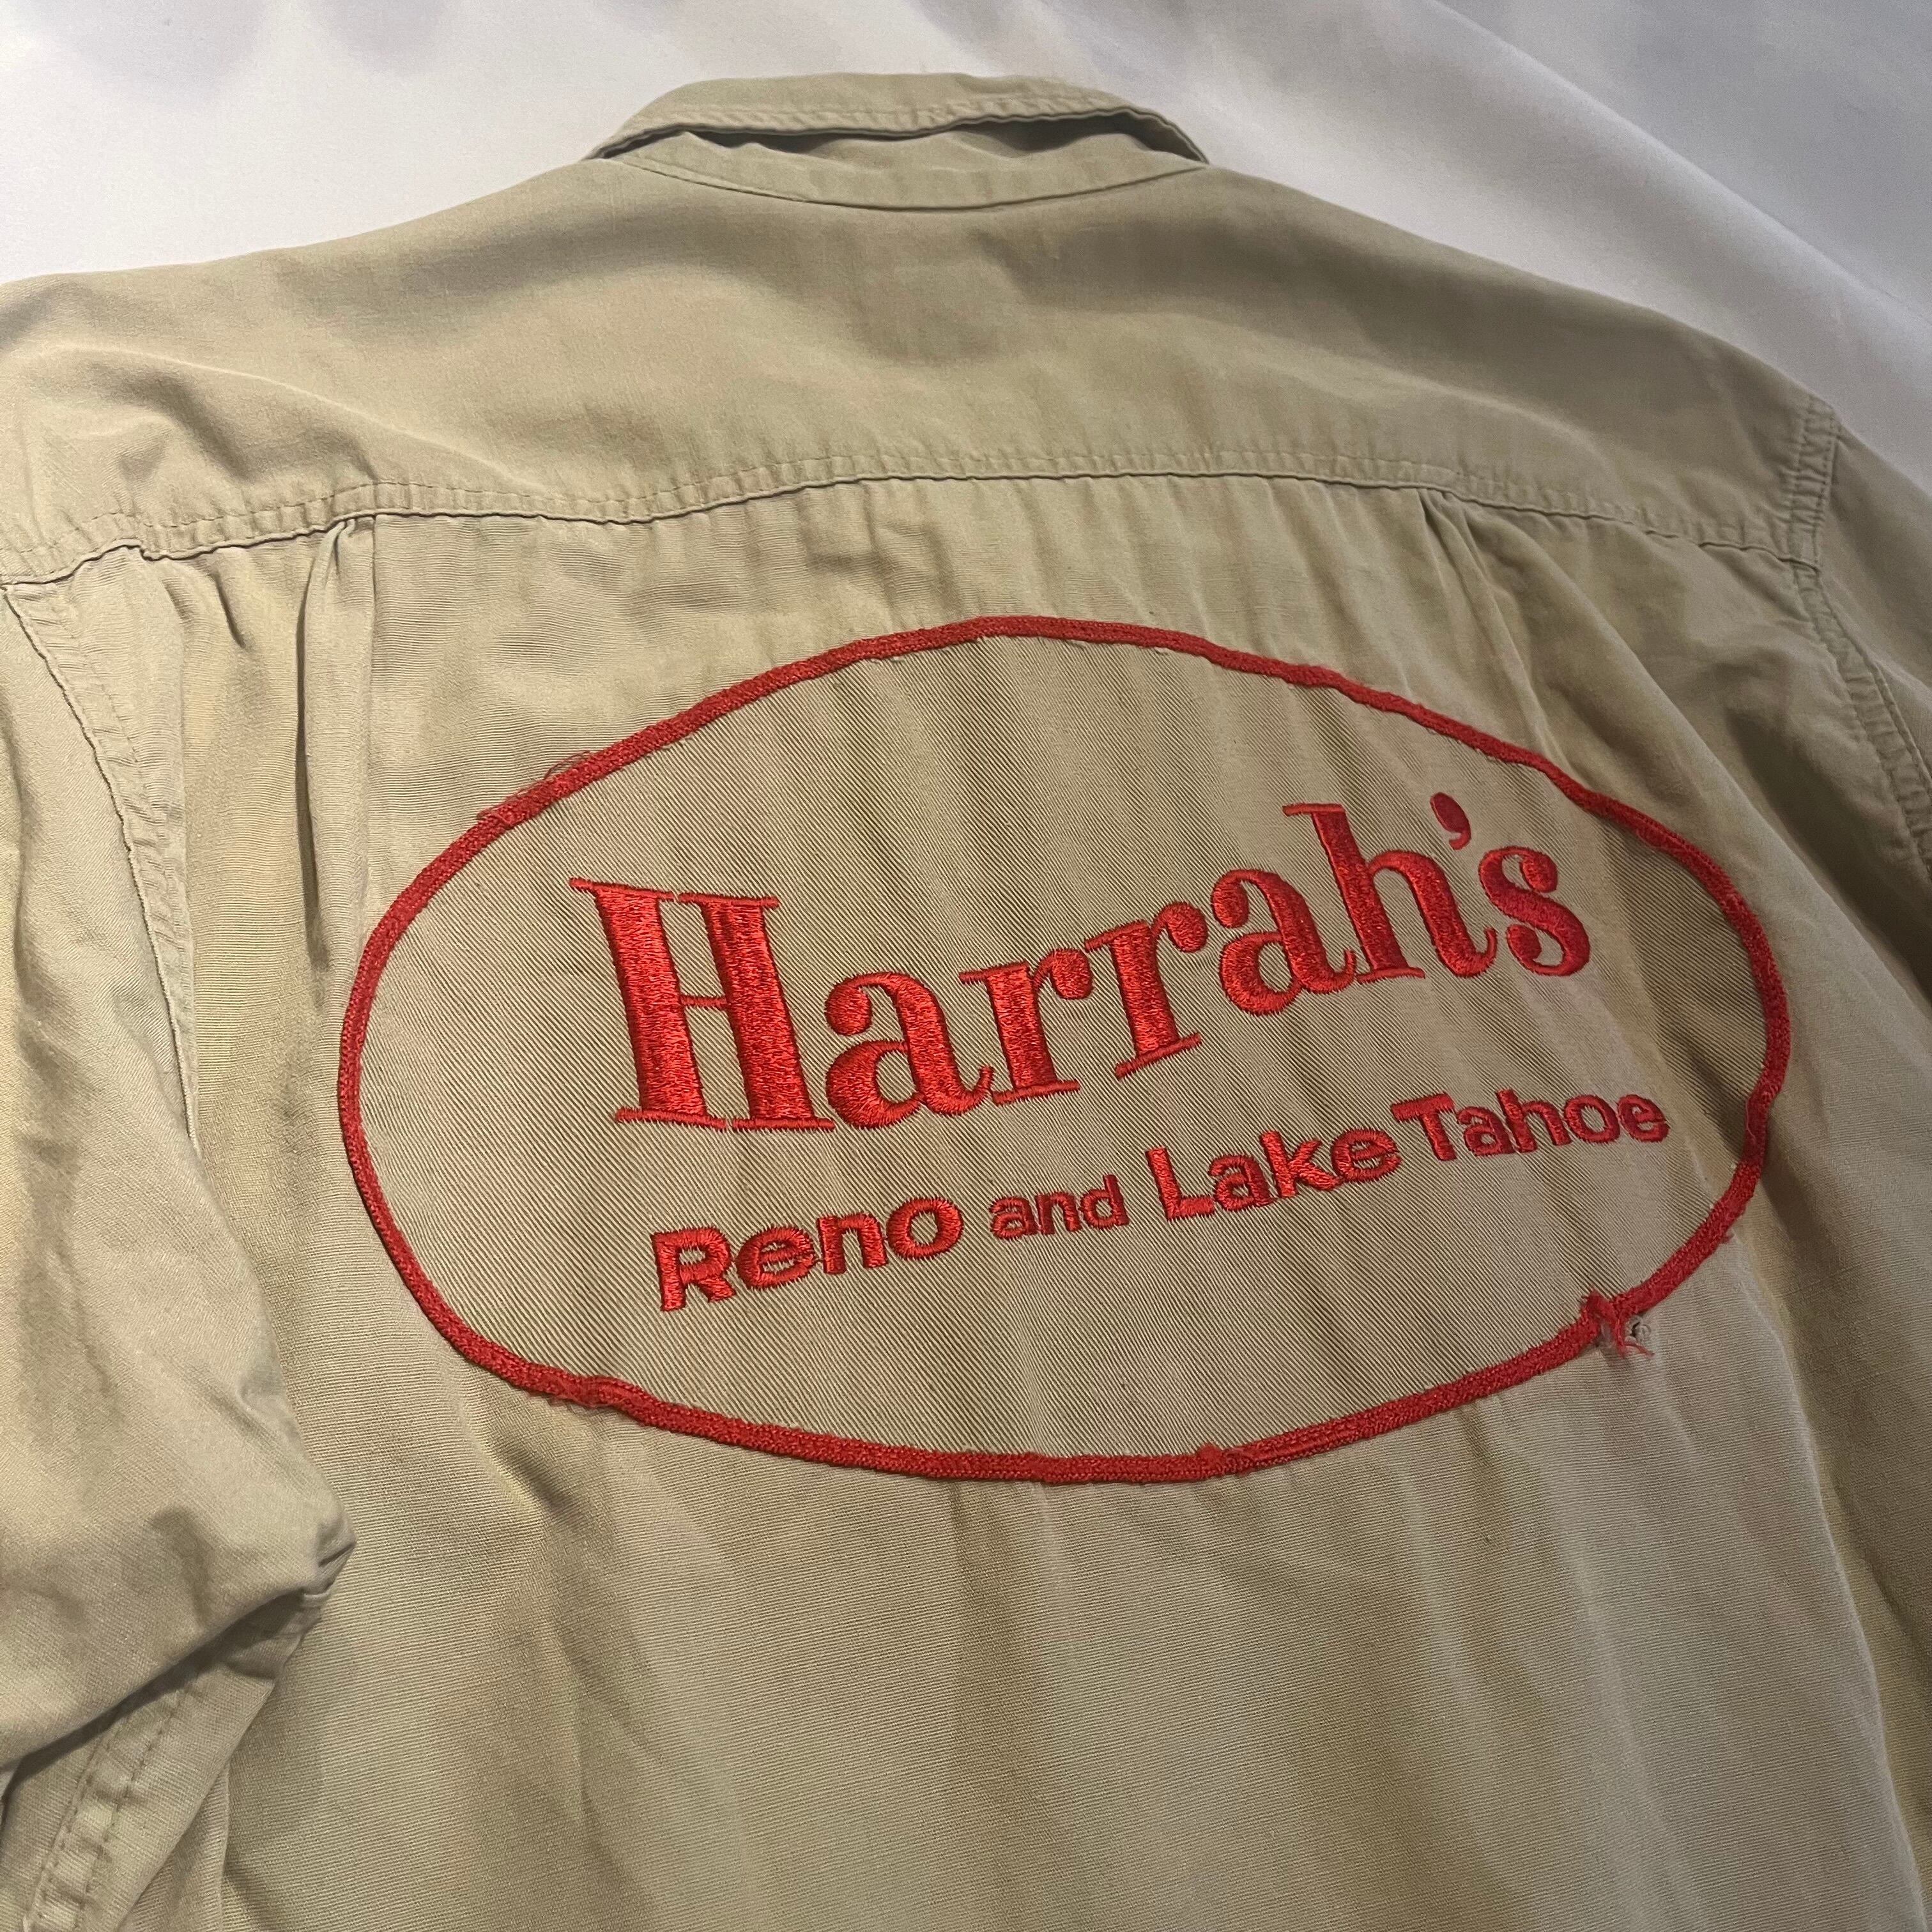 Harrah's
Reno and Lake Tahoe